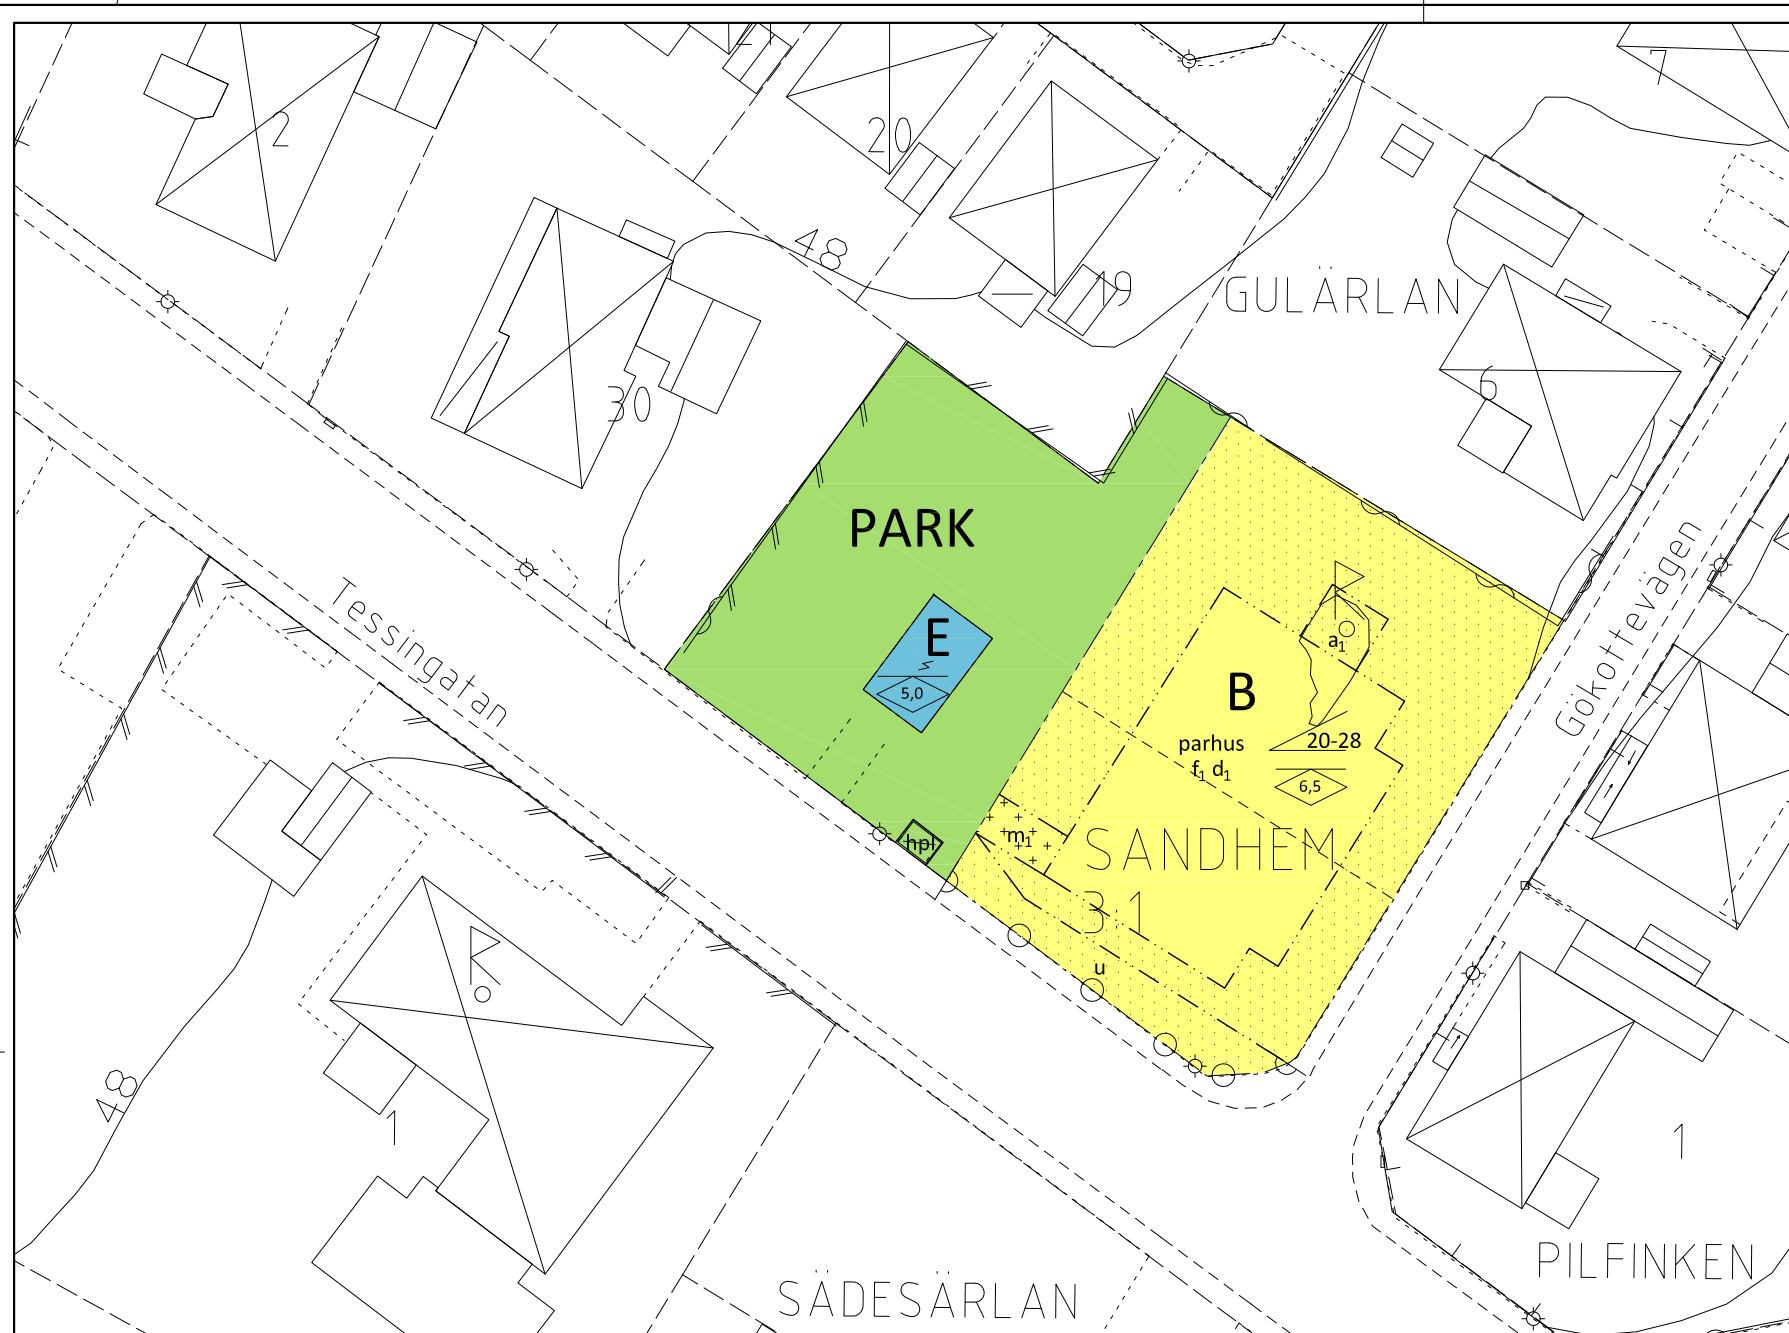 7
2
20
48
19
GULÄRLAN
6
30
PARK
Tessingatan
Gökottevägen
E
5,0
a1
B
parhus
20-28
f1 d1
6,5
hpl
m1
SANDHEM
31
u
48
1
1
PILFINKEN
SÄDESÄRLAN